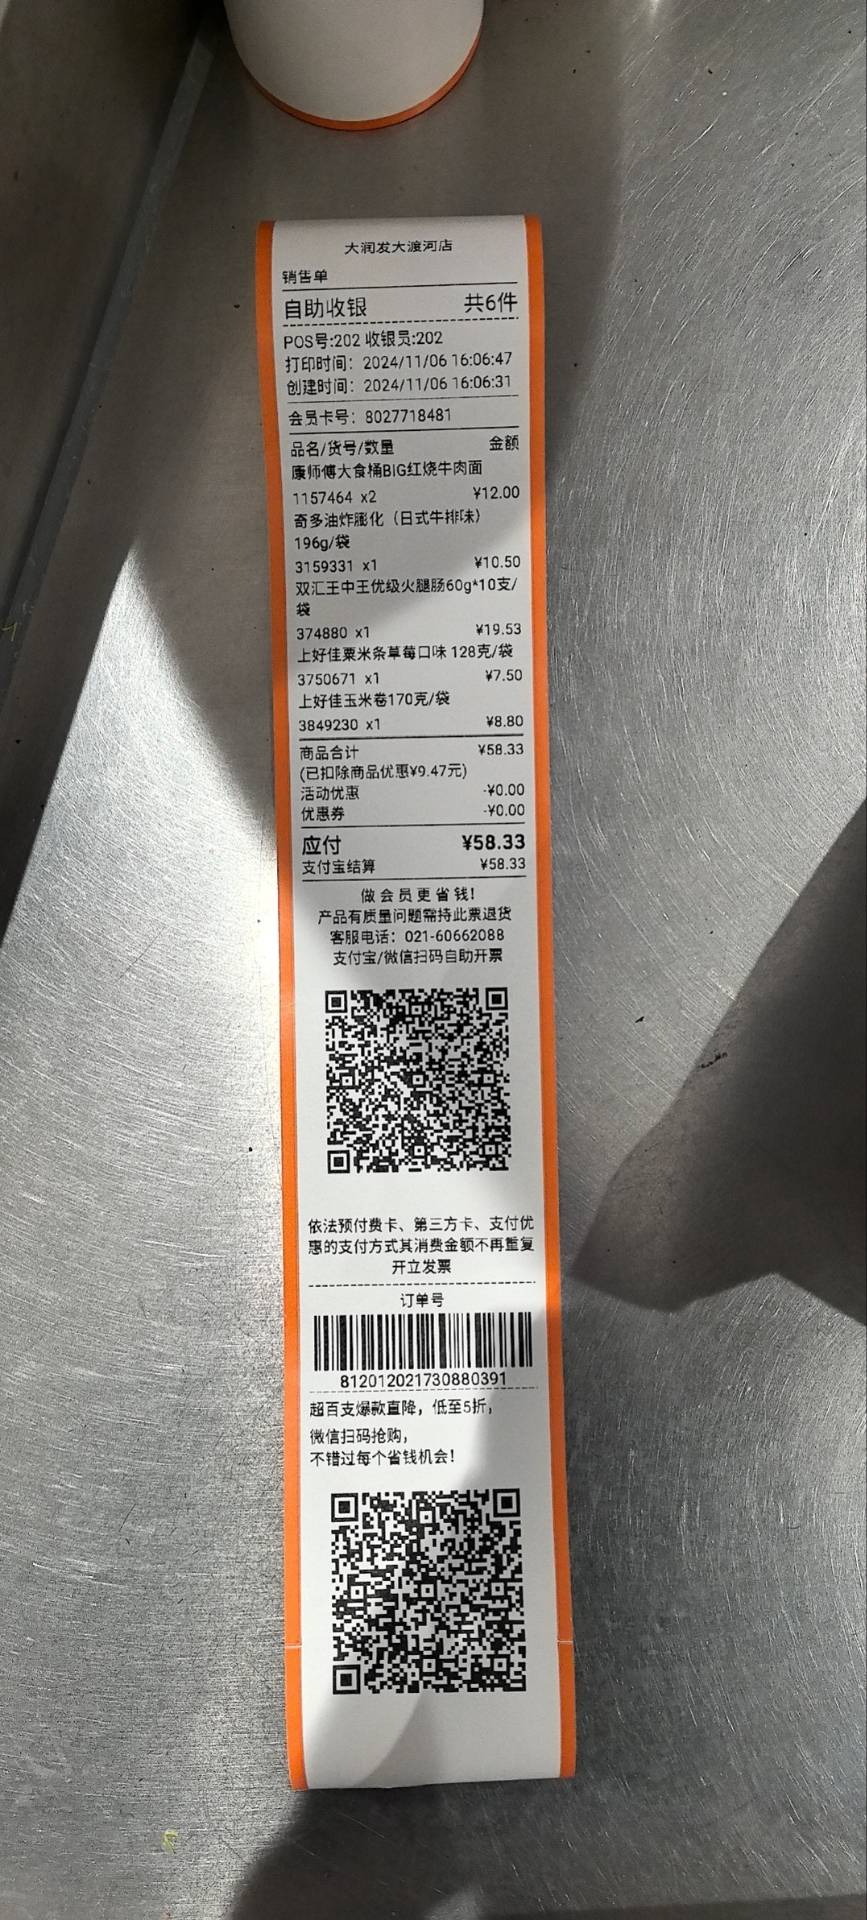 大润发大渡河店
销售单
自助收银 共6件
POS号:202 收银员:202
打印时间：2024/11/06 16:06:47
创建时间：2024/11/06 16:06:31
会员卡号：8027718481
品名/货号/数量 金额
康师傅大食桶BIG红烧牛肉面
1157464 x2 ¥12.00
奇多油炸膨化（日式牛排味）
196g/袋
3159331 x1 ¥10.50
双汇王中王优级火腿肠60g*10支/
袋
374880 x1 ¥19.53
上好佳粟米条草莓口味 128克/袋
3750671 x1 ¥7.50
上好佳玉米卷170克/袋
3849230 x1 ¥8.80
商品合计 ¥58.33
(已扣除商品优惠¥9.47元)
活动优惠 -¥0.00
优惠券 -¥0.00
应付 ¥58.33
支付宝结算 ¥58.33
做会员更省钱！
产品有质量问题需持此票退货
客服电话：021-60662088
支付宝/微信扫码自助开票
依法预付费卡、第三方卡、支付优
惠的支付方式其消费金额不再重复
开立发票
订单号
812012021730880391
超百支爆款直降，低至5折，
微信扫码抢购，
不错过每个省钱机会！